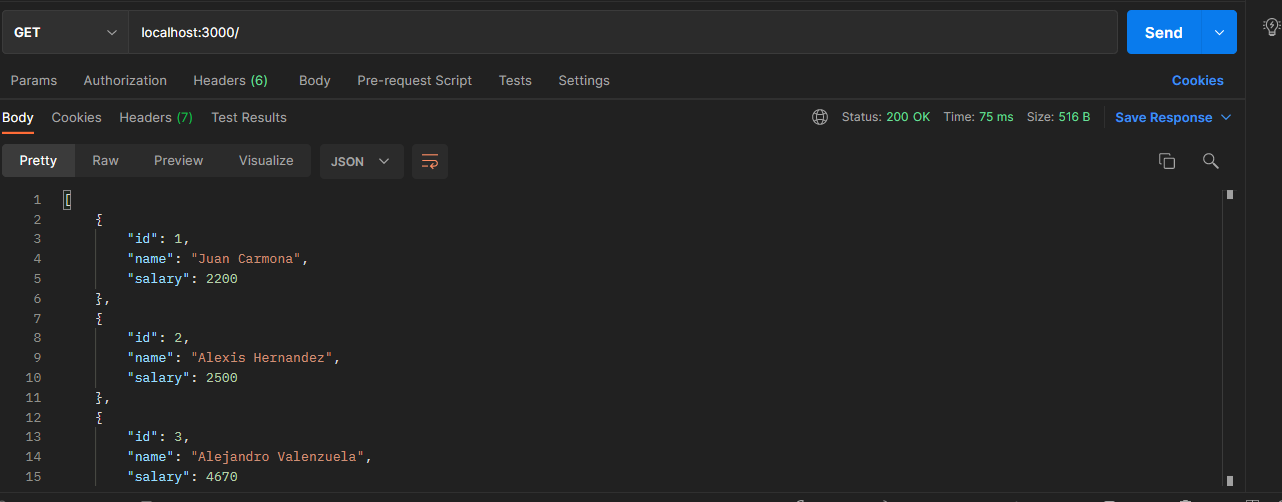 GET localhost:3000/ Send
Params Authorization Headers (6) Body Pre-request Script Tests Settings Cookies
Body Cookies Headers (7) Test Results Status: 200 OK Time: 75 ms Size: 516 B Save Response
Pretty Raw Preview Visualize JSON
1 [
2 {
3 "id": 1,
4 "name": "Juan Carmona",
5 "salary": 2200
6 },
7 {
8 "id": 2,
9 "name": "Alexis Hernandez",
10 "salary": 2500
11 },
12 {
13 "id": 3,
14 "name": "Alejandro Valenzuela",
15 "salary": 4670